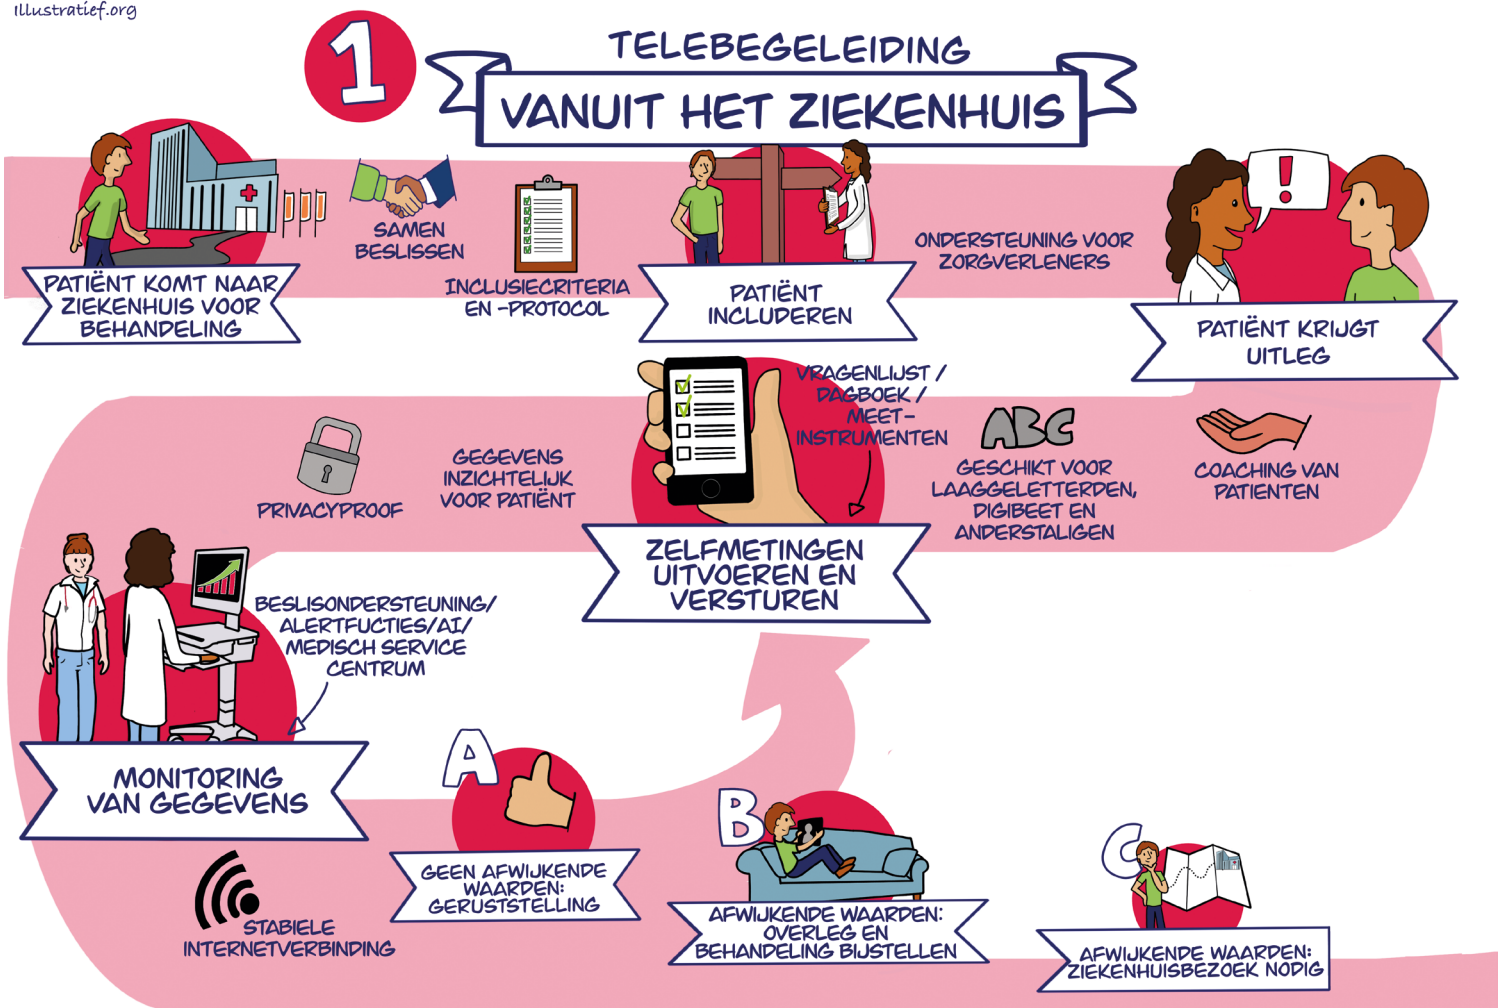 Illustratief.org
1
TELEBEGELEIDING
VANUIT HET ZIEKENHUIS
PATIËNT KOMT NAAR
ZIEKENHUIS VOOR
BEHANDELING
SAMEN
BESLISSEN
INCLUSIECRITERIA
EN -PROTOCOL
PATIËNT
INCLUDEREN
ONDERSTEUNING VOOR
ZORGVERLENERS
!
PATIËNT KRIJGT
UITLEG
COACHING VAN
PATIENTEN
ABC
GESCHIKT VOOR
LAAGGELETTERDEN,
DIGIBEET EN
ANDERSTALIGEN
VRAGENLIJST /
DAGBOEK /
MEET-
INSTRUMENTEN
ZELFMETINGEN
UITVOEREN EN
VERSTUREN
GEGEVENS
INZICHTELIJK
VOOR PATIËNT
PRIVACYPROOF
BESLISONDERSTEUNING/
ALERTFUCTIES/AI/
MEDISCH SERVICE
CENTRUM
MONITORING
VAN GEGEVENS
STABIELE
INTERNETVERBINDING
A
GEEN AFWIJKENDE
WAARDEN:
GERUSTSTELLING
B
AFWIJKENDE WAARDEN:
OVERLEG EN
BEHANDELING BIJSTELLEN
C
AFWIJKENDE WAARDEN:
ZIEKENHUISBEZOEK NODIG